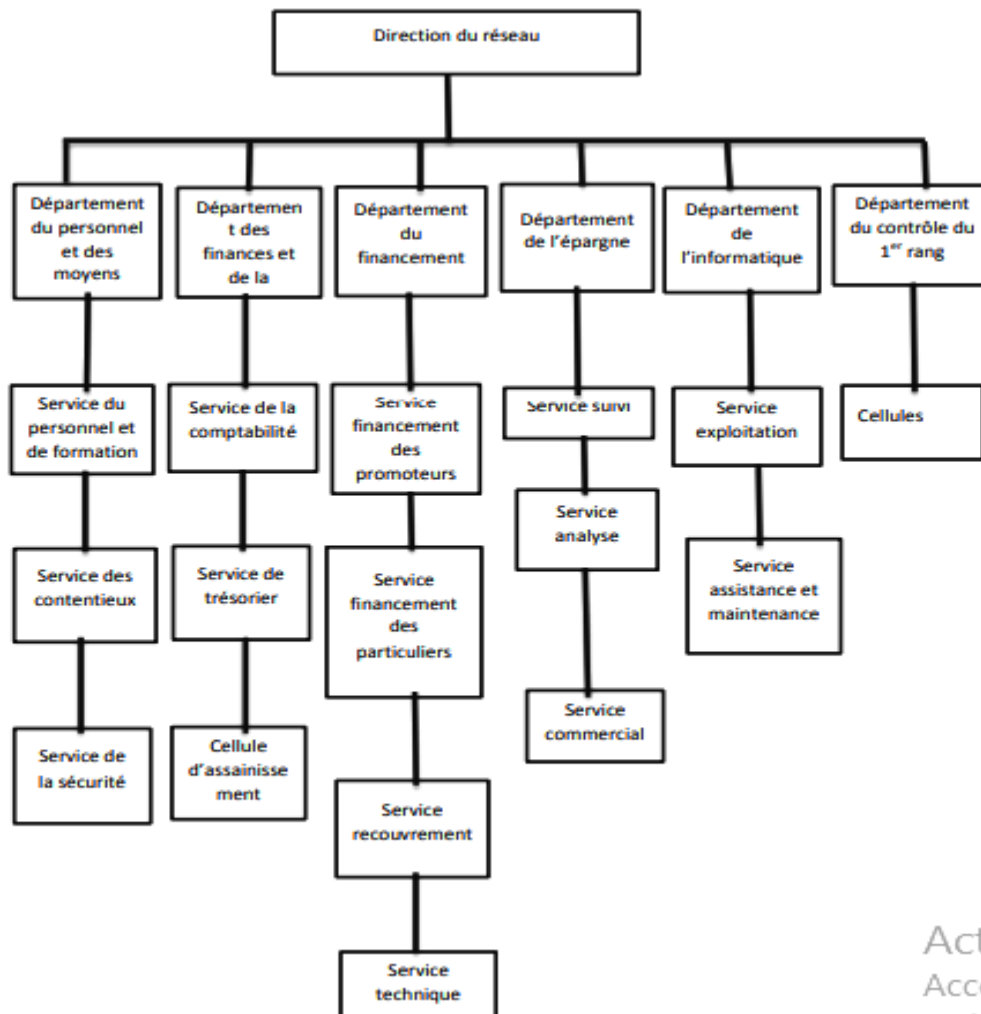 Direction du réseau
Département
du personnel
et des
moyens
Départemen
t des
finances et
de la
Département
du
financement
Département
de l'épargne
Département
de
l'informatique
Département
du contrôle du
1er rang
Service du
personnel et
de formation
Service des
contentieux
Service de
la sécurité
Service de la
comptabilité
Service de
trésorier
Cellule
d'assainisse
ment
Service
financement
des
promoteurs
Service
financement
des
particuliers
Service
recouvrement
Service
technique
Service suivi
Service
analyse
Service
commercial
Service
exploitation
Service
assistance et
maintenance
Cellules
Act
Acc